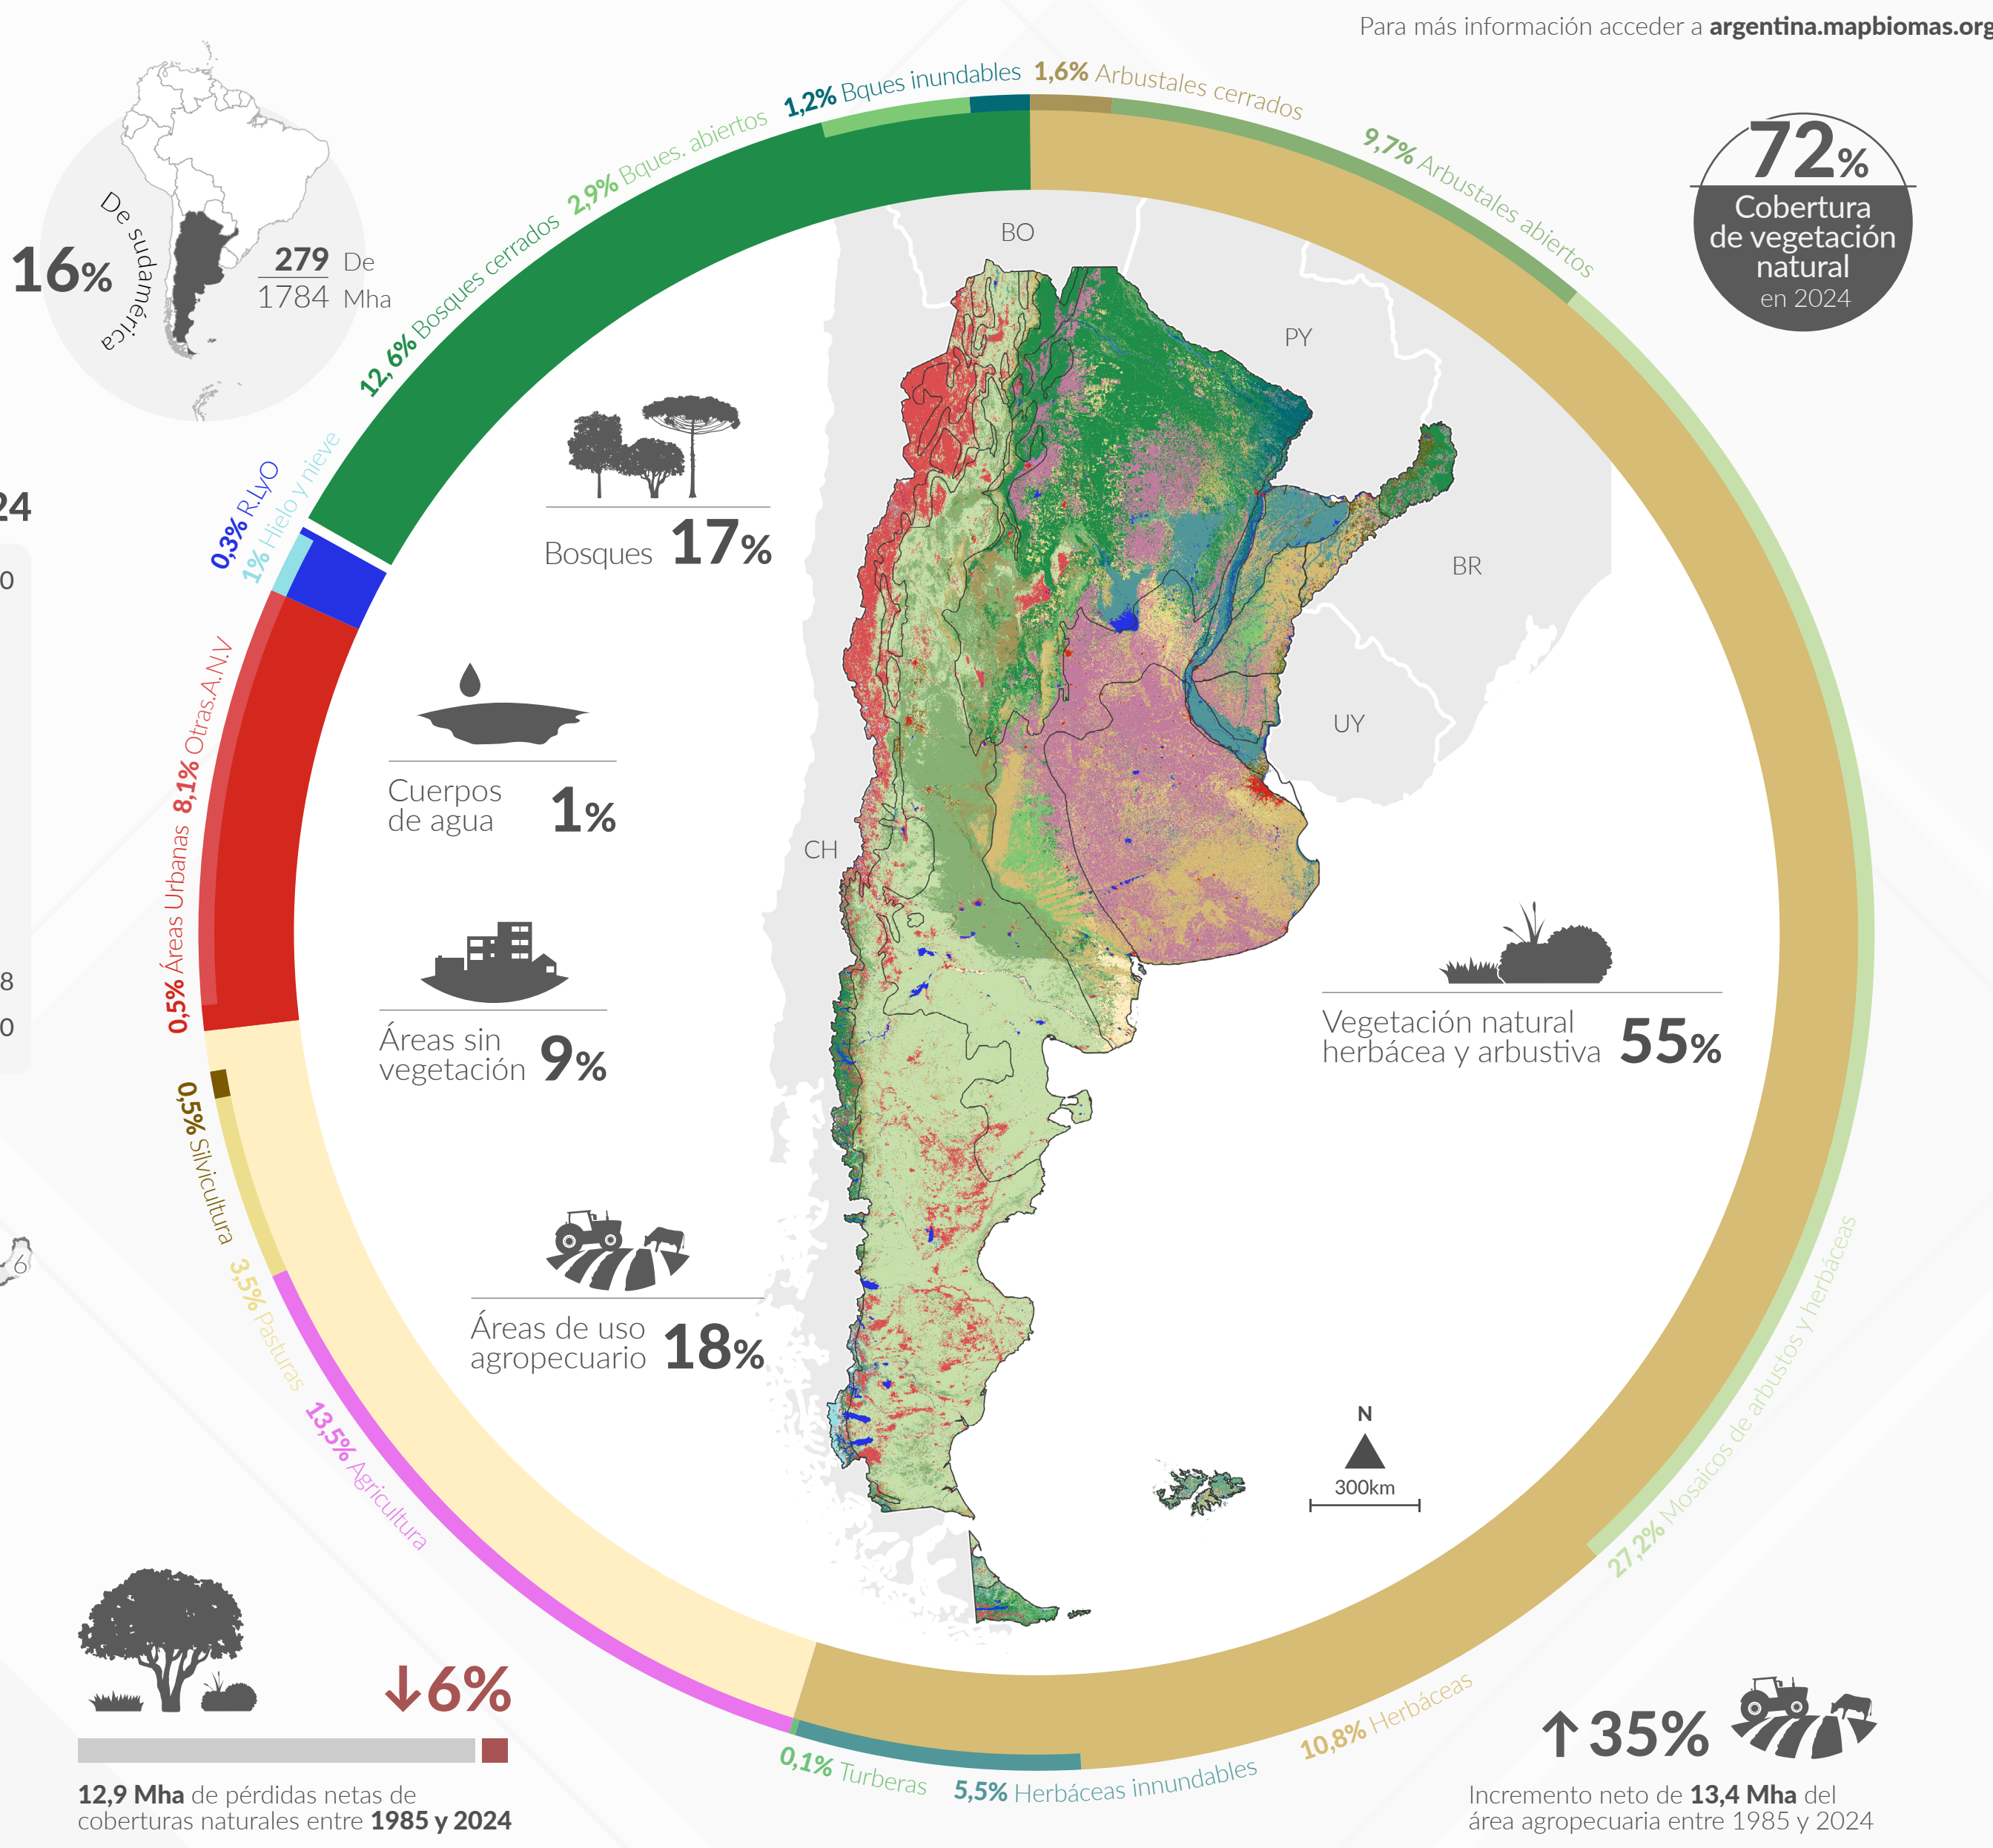 Para más información acceder a argentina.mapbiomas.org
De sudamérica
16%
279 De
1784 Mha
1,2% Bques inundables
1,6% Arbustales cerrados
2,9% Bques. abiertos
9,7% Arbustales abiertos
12,6% Bosques cerrados
72%
Cobertura
de vegetación
natural
en 2024
BO
PY
BR
UY
CH
0,3% R.LyO
1% Hielo y nieve
24
0
8
0
6
Bosques 17%
8,1% Otras.A.N.V
0,5% Áreas Urbanas
Cuerpos
de agua 1%
Áreas sin
vegetación 9%
Vegetación natural
herbácea y arbustiva 55%
0,5% Silvicultura
3,5% Pasturas
13,5% Agricultura
Áreas de uso
agropecuario 18%
27,2% Mosaicos de arbustos y herbáceas
N
300km
10,8% Herbáceas
5,5% Herbáceas innundables
0,1% Turberas
↓6%
12,9 Mha de pérdidas netas de
coberturas naturales entre 1985 y 2024
↑35%
Incremento neto de 13,4 Mha del
área agropecuaria entre 1985 y 2024